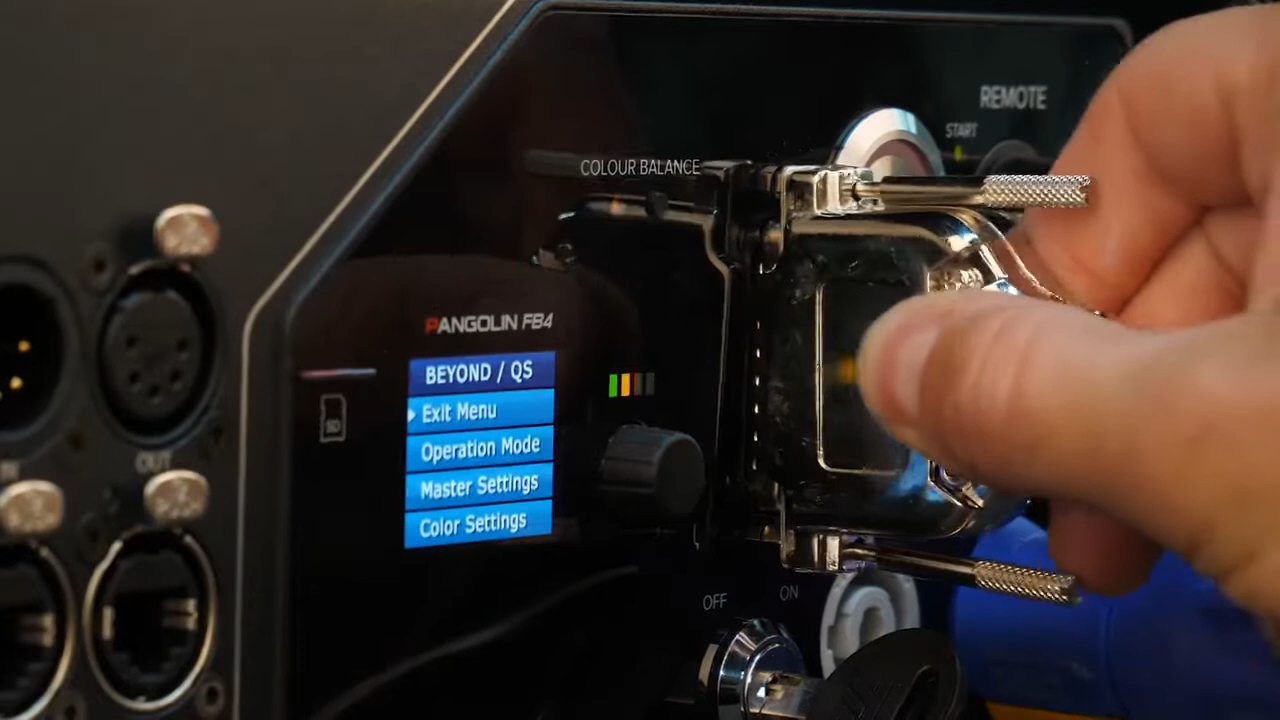 REMOTE
START
COLOUR BALANCE
PANGOLIN FB4
BEYOND / QS
Exit Menu
Operation Mode
Master Settings
Color Settings
SD
OUT
OFF
ON